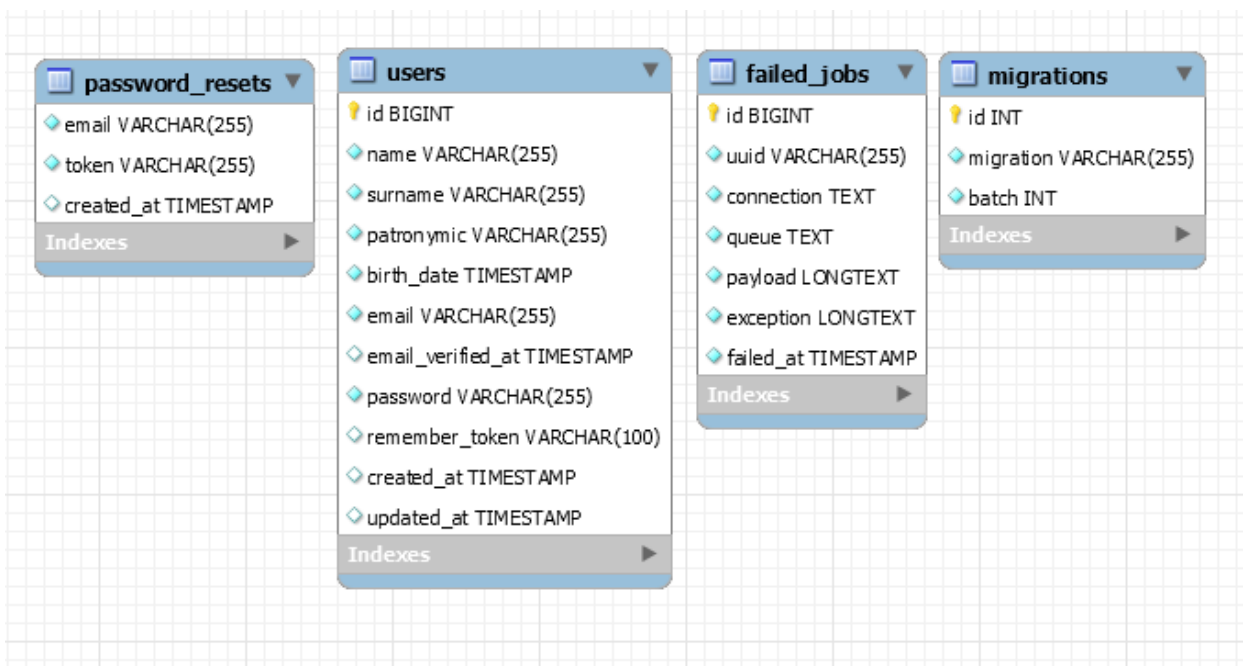 password_resets
email VARCHAR(255)
token VARCHAR(255)
created_at TIMESTAMP
Indexes
users
id BIGINT
name VARCHAR(255)
surname VARCHAR(255)
patronymic VARCHAR(255)
birth_date TIMESTAMP
email VARCHAR(255)
email_verified_at TIMESTAMP
password VARCHAR(255)
remember_token VARCHAR(100)
created_at TIMESTAMP
updated_at TIMESTAMP
Indexes
failed_jobs
id BIGINT
uuid VARCHAR(255)
connection TEXT
queue TEXT
payload LONGTEXT
exception LONGTEXT
failed_at TIMESTAMP
Indexes
migrations
id INT
migration VARCHAR(255)
batch INT
Indexes